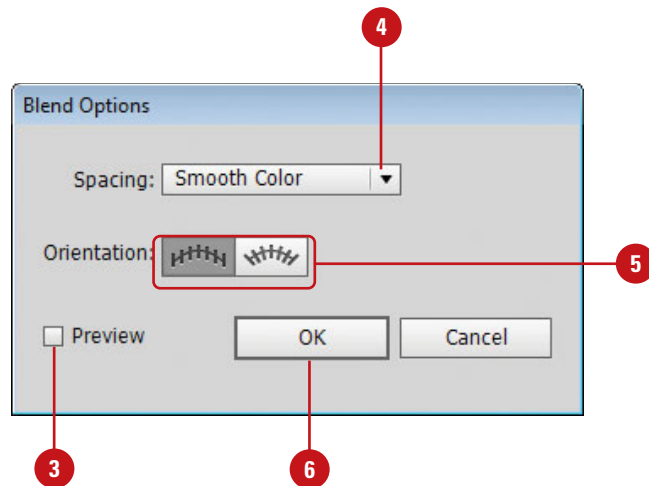 4
Blend Options
Spacing: Smooth Color
Orientation:
5
Preview OK Cancel
3 6